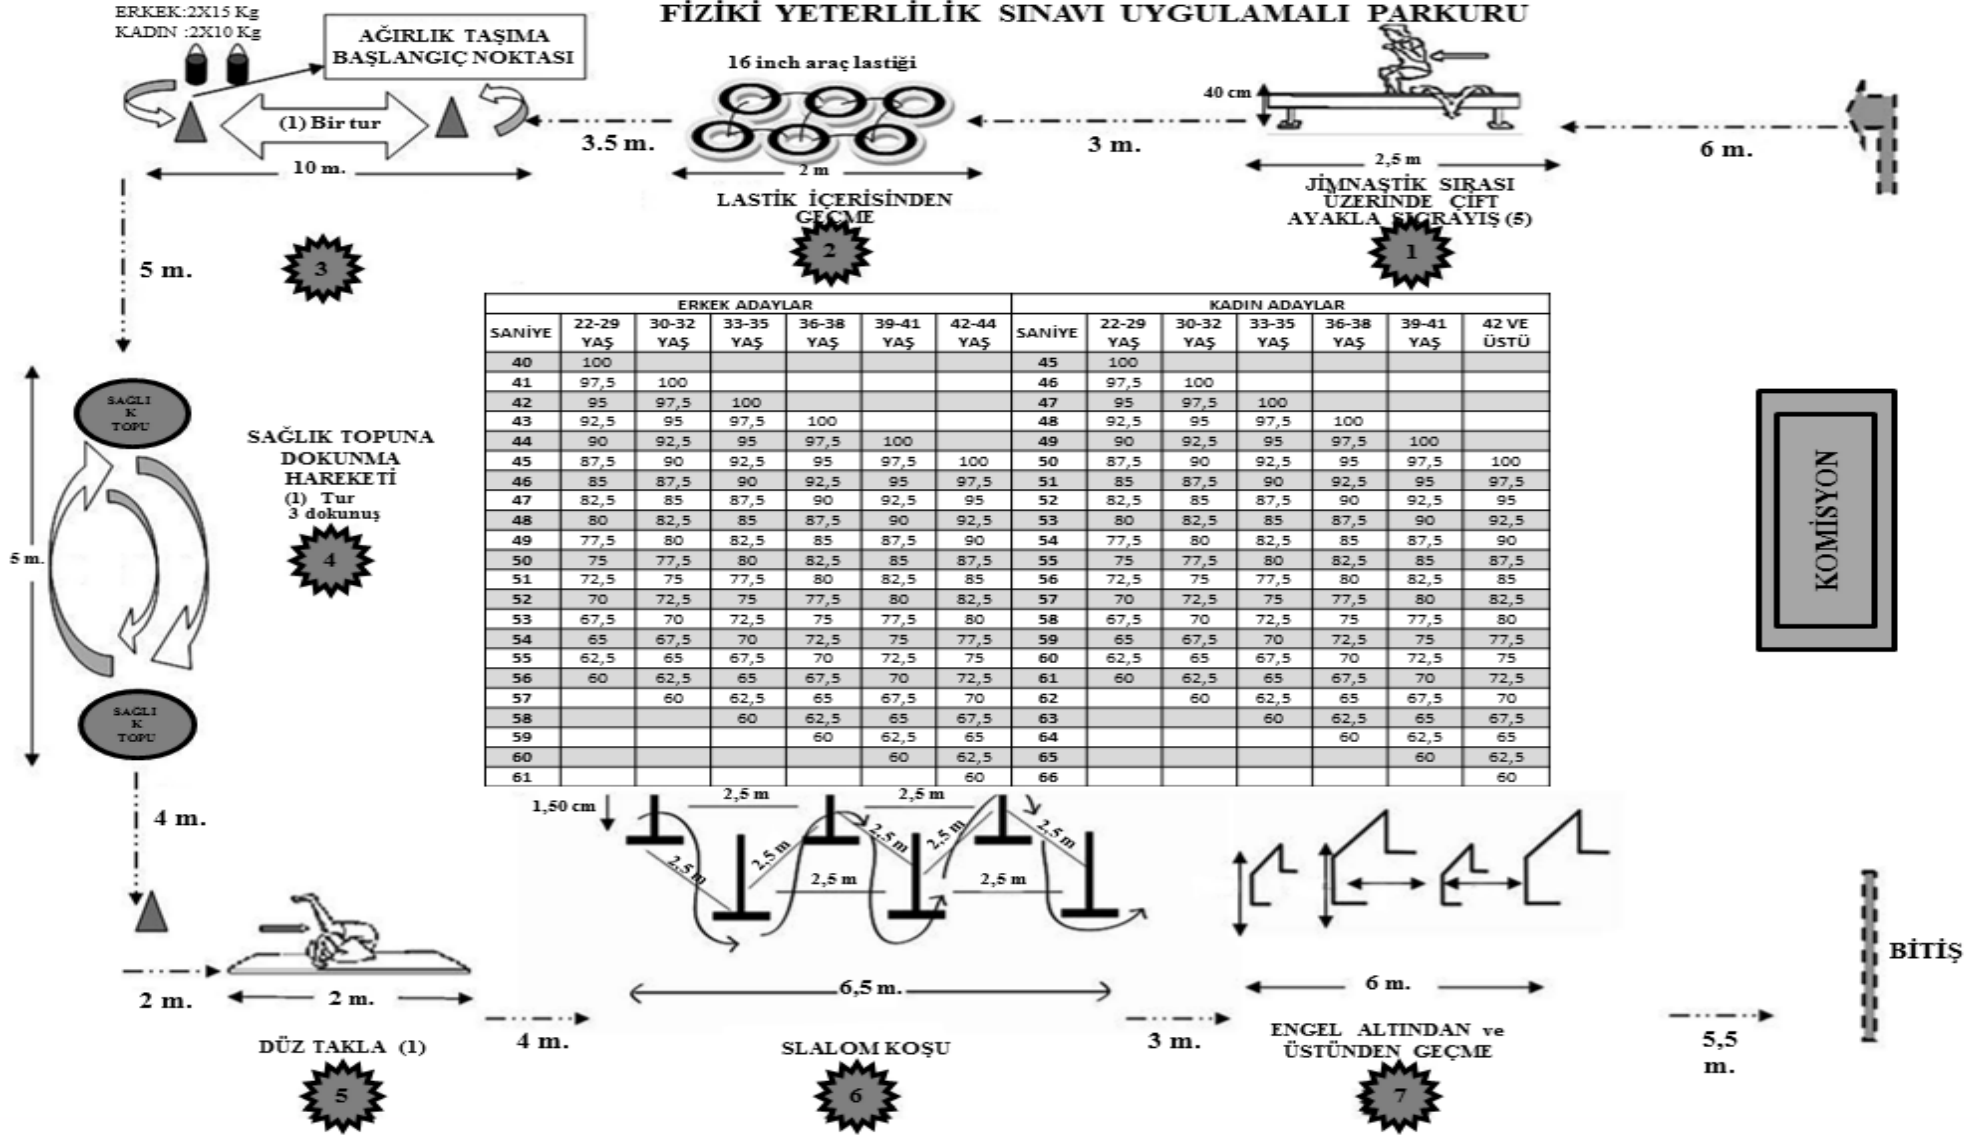 FİZİKİ YETERLİLİK SINAVI UYGULAMALI PARKURU
ERKEK:2X15 Kg
KADIN :2X10 Kg
AĞIRLIK TAŞIMA
BAŞLANGIÇ NOKTASI
(1) Bir tur
10 m.
3.5 m.
16 inch araç lastiği
2 m
LASTİK İÇERİSİNDEN
GEÇME
2
3 m.
40 cm
2,5 m
JİMNASTİK SIRASI
ÜZERİNDE ÇİFT
AYAKLA SIÇRAYIŞ (5)
1
6 m.
5 m.
3
ERKEK ADAYLAR KADIN ADAYLAR
SANİYE 22-29 YAŞ 30-32 YAŞ 33-35 YAŞ 36-38 YAŞ 39-41 YAŞ 42-44 YAŞ SANİYE 22-29 YAŞ 30-32 YAŞ 33-35 YAŞ 36-38 YAŞ 39-41 YAŞ 42 VE ÜSTÜ
40 100 45 100
41 97,5 100 46 97,5 100
42 95 97,5 100 47 95 97,5 100
43 92,5 95 97,5 100 48 92,5 95 97,5 100
44 90 92,5 95 97,5 100 49 90 92,5 95 97,5 100
45 87,5 90 92,5 95 97,5 100 50 87,5 90 92,5 95 97,5 100
46 85 87,5 90 92,5 95 97,5 51 85 87,5 90 92,5 95 97,5
47 82,5 85 87,5 90 92,5 95 52 82,5 85 87,5 90 92,5 95
48 80 82,5 85 87,5 90 92,5 53 80 82,5 85 87,5 90 92,5
49 77,5 80 82,5 85 87,5 90 54 77,5 80 82,5 85 87,5 90
50 75 77,5 80 82,5 85 87,5 55 75 77,5 80 82,5 85 87,5
51 72,5 75 77,5 80 82,5 85 56 72,5 75 77,5 80 82,5 85
52 70 72,5 75 77,5 80 82,5 57 70 72,5 75 77,5 80 82,5
53 67,5 70 72,5 75 77,5 80 58 67,5 70 72,5 75 77,5 80
54 65 67,5 70 72,5 75 77,5 59 65 67,5 70 72,5 75 77,5
55 62,5 65 67,5 70 72,5 75 60 62,5 65 67,5 70 72,5 75
56 60 62,5 65 67,5 70 72,5 61 60 62,5 65 67,5 70 72,5
57 60 62,5 65 67,5 70 62 60 62,5 65 67,5 70
58 60 62,5 65 67,5 63 60 62,5 65 67,5
59 60 62,5 65 64 60 62,5 65
60 60 62,5 65 60 62,5
61 60 66 60
SAĞLI
K
TOPU
SAĞLIK TOPUNA
DOKUNMA
HAREKETİ
(1) Tur
3 dokunuş
4
5 m.
SAĞLI
K
TOPU
KOMİSYON
4 m.
2 m.
2 m.
DÜZ TAKLA (1)
5
4 m.
1,50 cm
2,5 m
2,5 m
2,5 m
2,5 m
2,5 m
2,5 m
2,5 m
2,5 m
2,5 m
6,5 m.
SLALOM KOŞU
6
3 m.
6 m.
ENGEL ALTINDAN ve
ÜSTÜNDEN GEÇME
7
5,5
m.
BİTİŞ